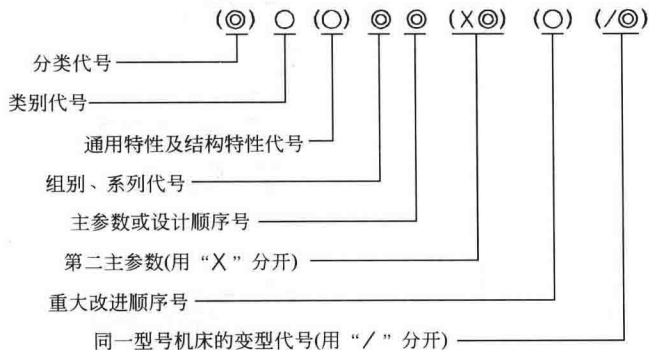 (◎) ○ (○) ◎ ◎ (X◎) (○) (/◎)
分类代号
类别代号
通用特性及结构特性代号
组别、系列代号
主参数或设计顺序号
第二主参数(用“X”分开)
重大改进顺序号
同一型号机床的变型代号(用“/”分开)